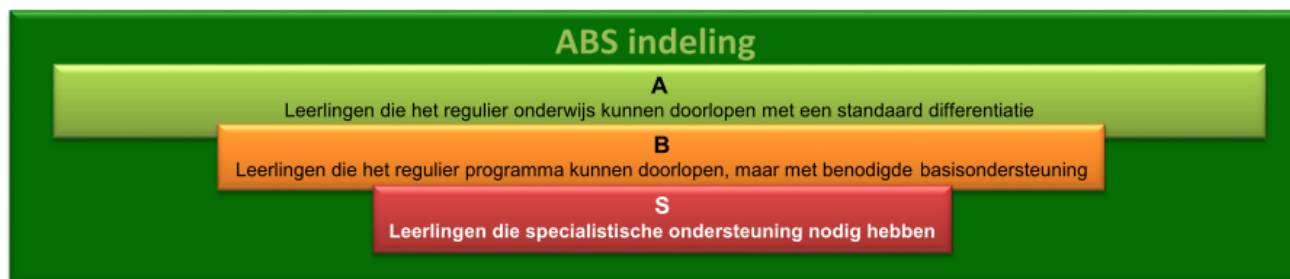 ABS indeling
A
Leerlingen die het regulier onderwijs kunnen doorlopen met een standaard differentiatie
B
Leerlingen die het regulier programma kunnen doorlopen, maar met benodigde basisondersteuning
S
Leerlingen die specialistische ondersteuning nodig hebben